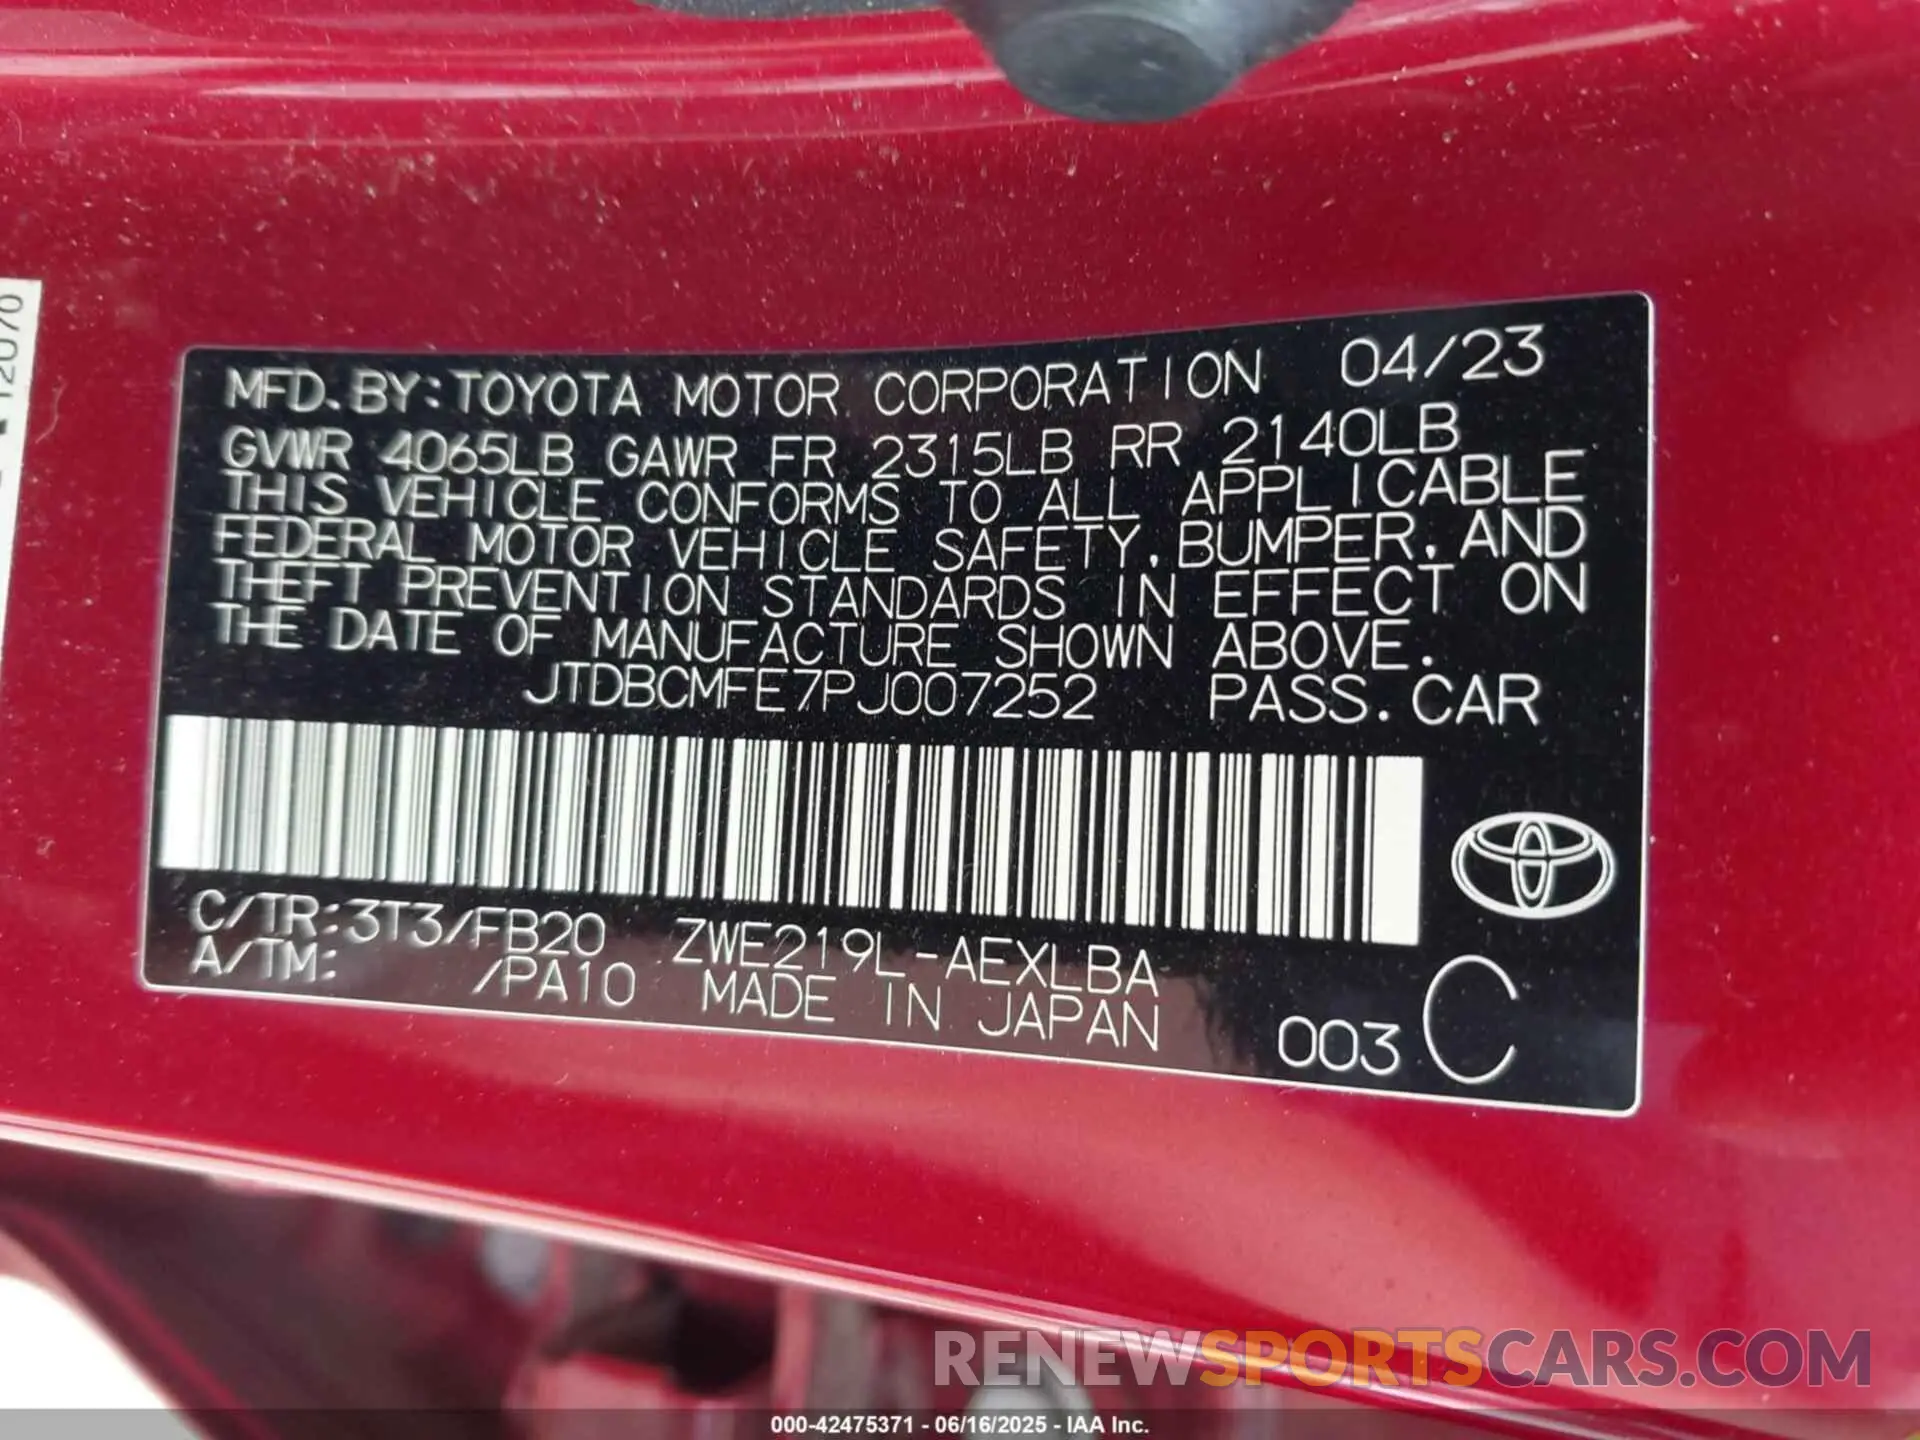 MFD. BY: TOYOTA MOTOR CORPORATION 04/23
GVWR 4065LB GAWR FR 2315LB RR 2140LB
THIS VEHICLE CONFORMS TO ALL APPLICABLE
FEDERAL MOTOR VEHICLE SAFETY, BUMPER, AND
THEFT PREVENTION STANDARDS IN EFFECT ON
THE DATE OF MANUFACTURE SHOWN ABOVE.
JTDBCMFE7PJ007252 PASS. CAR
C/TR:3T3/FB20 ZWE219L-AEXLBA
A/TM: /PA10 MADE IN JAPAN
003 C
12070
RENEWSPORTSCARS.COM
000-42475371 - 06/16/2025 - IAA Inc.